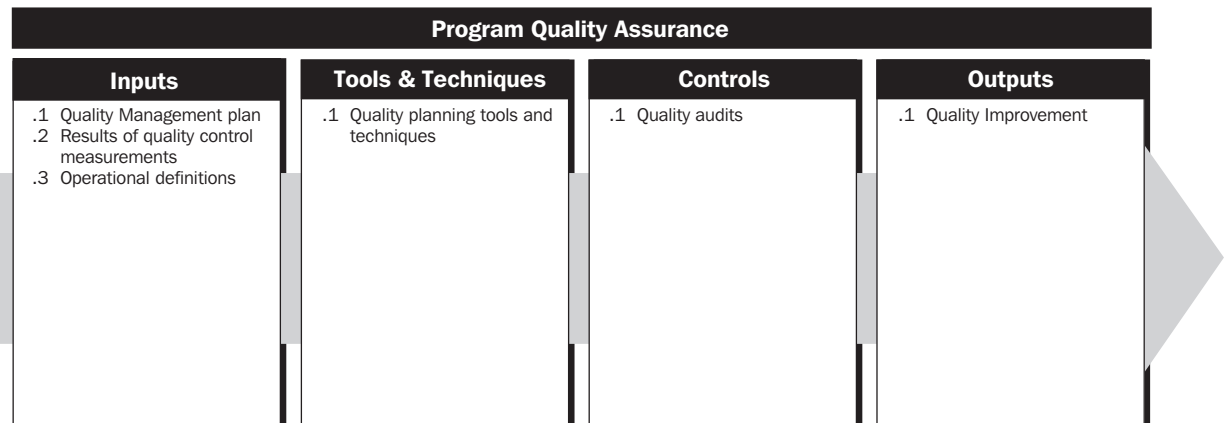 Program Quality Assurance
Inputs
.1 Quality Management plan
.2 Results of quality control
measurements
.3 Operational definitions
Tools & Techniques
.1 Quality planning tools and
techniques
Controls
.1 Quality audits
Outputs
.1 Quality Improvement